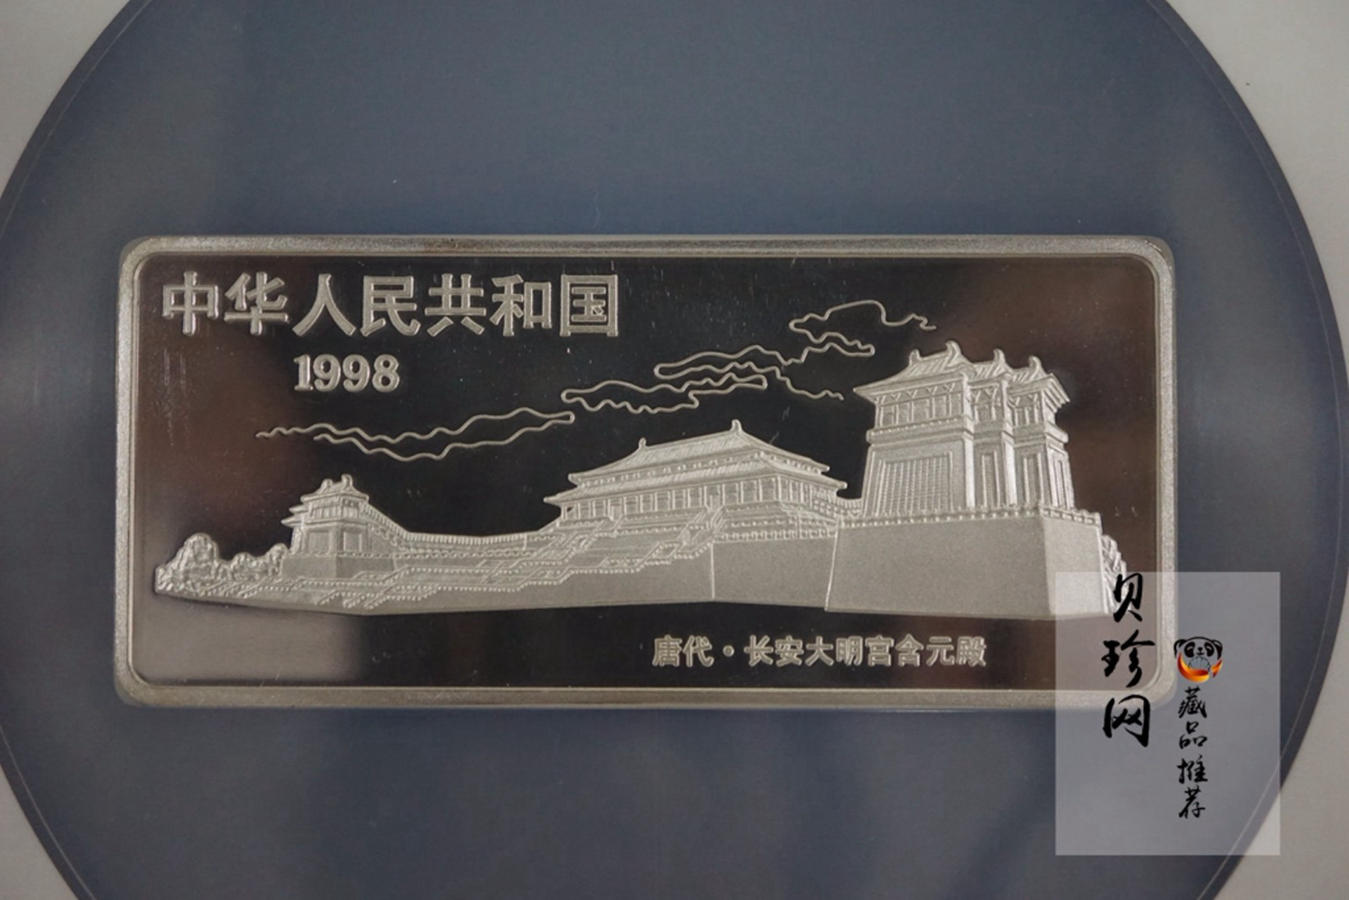 中华人民共和国
1998
唐代·长安大明宫含元殿
贝珍网
藏品推荐